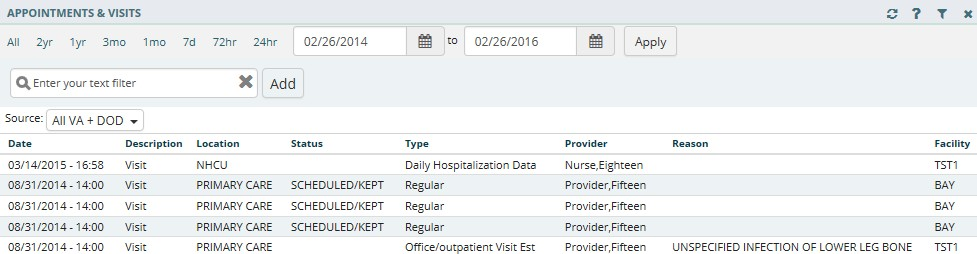 APPOINTMENTS & VISITS
All 2yr 1yr 3mo 1mo 7d 72hr 24hr 02/26/2014 to 02/26/2016 Apply
Enter your text filter Add
Source: All VA + DOD
Date Description Location Status Type Provider Reason Facility
03/14/2015 - 16:58 Visit NHCU Daily Hospitalization Data Nurse,Eighteen TST1
08/31/2014 - 14:00 Visit PRIMARY CARE SCHEDULED/KEPT Regular Provider,Fifteen BAY
08/31/2014 - 14:00 Visit PRIMARY CARE SCHEDULED/KEPT Regular Provider,Fifteen BAY
08/31/2014 - 14:00 Visit PRIMARY CARE SCHEDULED/KEPT Regular Provider,Fifteen BAY
08/31/2014 - 14:00 Visit PRIMARY CARE Office/outpatient Visit Est Provider,Fifteen UNSPECIFIED INFECTION OF LOWER LEG BONE TST1